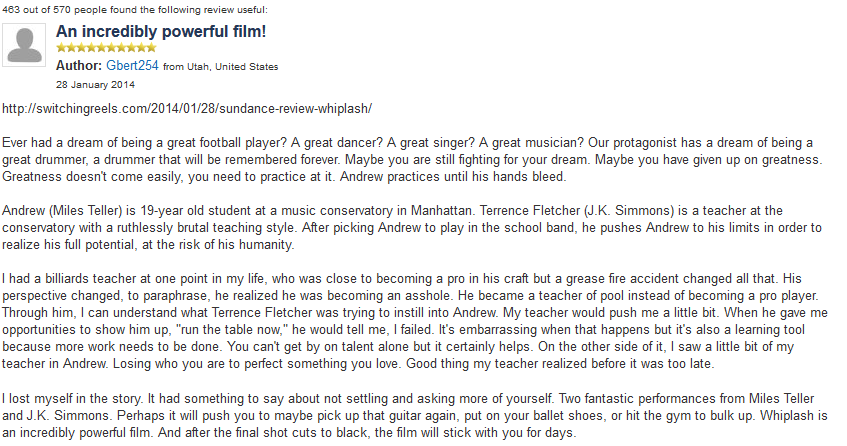 463 out of 570 people found the following review useful:
An incredibly powerful film!
Author: Gbert254 from Utah, United States
28 January 2014
http://switchingreels.com/2014/01/28/sundance-review-whiplash/
Ever had a dream of being a great football player? A great dancer? A great singer? A great musician? Our protagonist has a dream of being a
great drummer, a drummer that will be remembered forever. Maybe you are still fighting for your dream. Maybe you have given up on greatness.
Greatness doesn't come easily, you need to practice at it. Andrew practices until his hands bleed.
Andrew (Miles Teller) is 19-year old student at a music conservatory in Manhattan. Terrence Fletcher (J.K. Simmons) is a teacher at the
conservatory with a ruthlessly brutal teaching style. After picking Andrew to play in the school band, he pushes Andrew to his limits in order to
realize his full potential, at the risk of his humanity.
I had a billiards teacher at one point in my life, who was close to becoming a pro in his craft but a grease fire accident changed all that. His
perspective changed, to paraphrase, he realized he was becoming an asshole. He became a teacher of pool instead of becoming a pro player.
Through him, I can understand what Terrence Fletcher was trying to instill into Andrew. My teacher would push me a little bit. When he gave me
opportunities to show him up, "run the table now," he would tell me, I failed. It's embarrassing when that happens but it's also a learning tool
because more work needs to be done. You can't get by on talent alone but it certainly helps. On the other side of it, I saw a little bit of my
teacher in Andrew. Losing who you are to perfect something you love. Good thing my teacher realized before it was too late.
I lost myself in the story. It had something to say about not settling and asking more of yourself. Two fantastic performances from Miles Teller
and J.K. Simmons. Perhaps it will push you to maybe pick up that guitar again, put on your ballet shoes, or hit the gym to bulk up. Whiplash is
an incredibly powerful film. And after the final shot cuts to black, the film will stick with you for days.